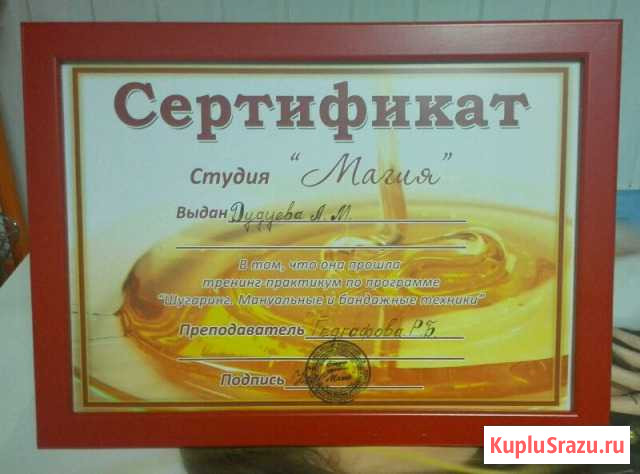 Сертификат
Студия "Магия"
Выдан Дудуева Л.М.
В том, что она прошла
тренинг-практикум по программе
"Шугаринг. Мануальные и бандажные техники"
Преподаватель Р.Б.
Подпись
KupluSrazu.ru